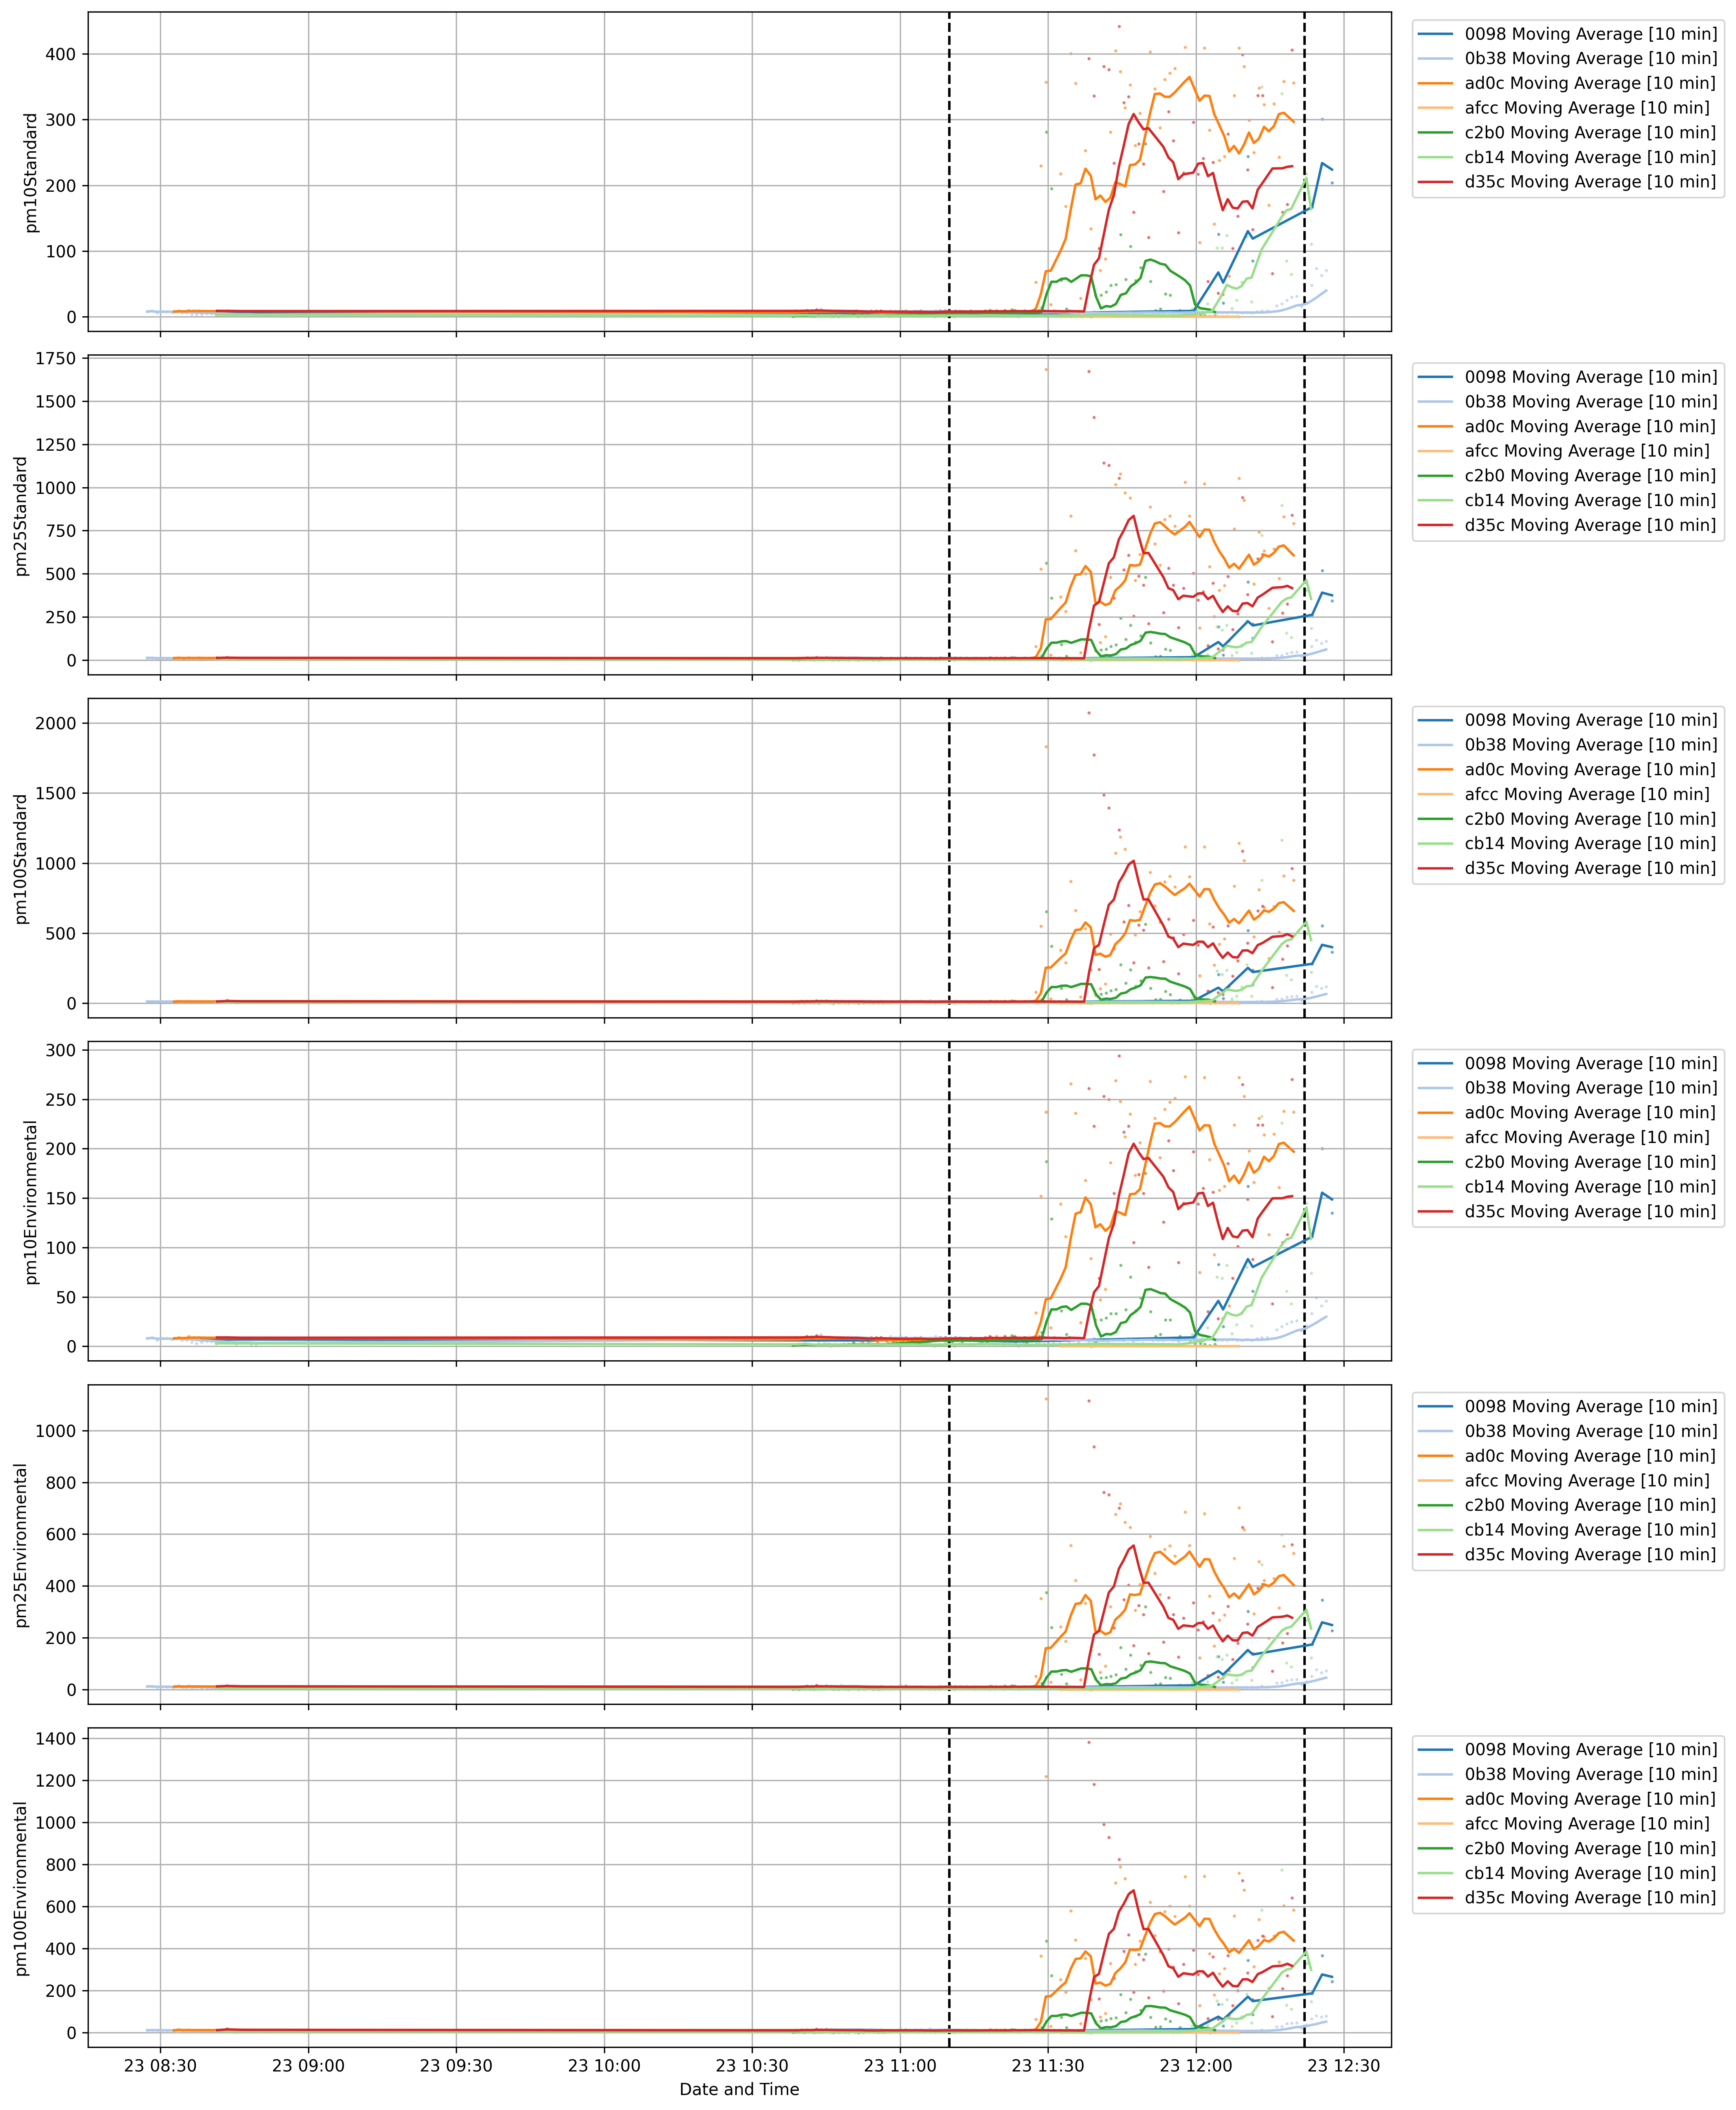 pm10Standard
400
300
200
100
0
0098 Moving Average [10 min]
0b38 Moving Average [10 min]
ad0c Moving Average [10 min]
afcc Moving Average [10 min]
c2b0 Moving Average [10 min]
cb14 Moving Average [10 min]
d35c Moving Average [10 min]
pm25Standard
1750
1500
1250
1000
750
500
250
0
0098 Moving Average [10 min]
0b38 Moving Average [10 min]
ad0c Moving Average [10 min]
afcc Moving Average [10 min]
c2b0 Moving Average [10 min]
cb14 Moving Average [10 min]
d35c Moving Average [10 min]
pm100Standard
2000
1500
1000
500
0
0098 Moving Average [10 min]
0b38 Moving Average [10 min]
ad0c Moving Average [10 min]
afcc Moving Average [10 min]
c2b0 Moving Average [10 min]
cb14 Moving Average [10 min]
d35c Moving Average [10 min]
pm10Environmental
300
250
200
150
100
50
0
0098 Moving Average [10 min]
0b38 Moving Average [10 min]
ad0c Moving Average [10 min]
afcc Moving Average [10 min]
c2b0 Moving Average [10 min]
cb14 Moving Average [10 min]
d35c Moving Average [10 min]
pm25Environmental
1000
800
600
400
200
0
0098 Moving Average [10 min]
0b38 Moving Average [10 min]
ad0c Moving Average [10 min]
afcc Moving Average [10 min]
c2b0 Moving Average [10 min]
cb14 Moving Average [10 min]
d35c Moving Average [10 min]
pm100Environmental
1400
1200
1000
800
600
400
200
0
0098 Moving Average [10 min]
0b38 Moving Average [10 min]
ad0c Moving Average [10 min]
afcc Moving Average [10 min]
c2b0 Moving Average [10 min]
cb14 Moving Average [10 min]
d35c Moving Average [10 min]
23 08:30 23 09:00 23 09:30 23 10:00 23 10:30 23 11:00 23 11:30 23 12:00 23 12:30
Date and Time